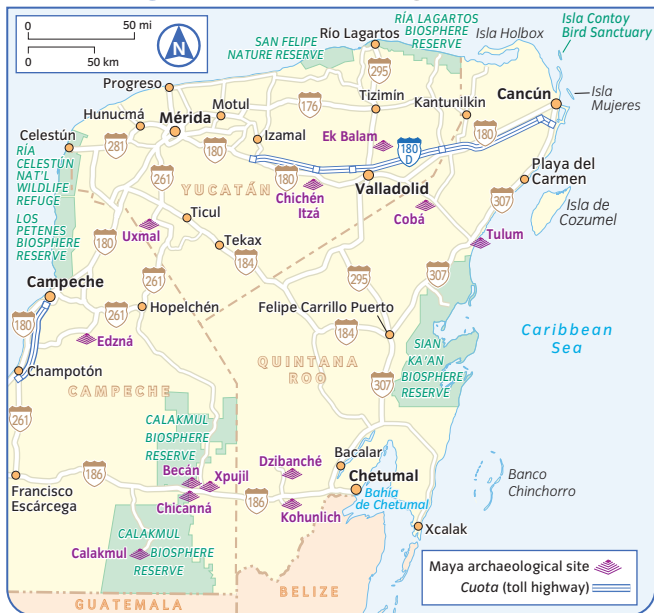 0 50 mi
0 50 km
N
RÍA LAGARTOS
BIOSPHERE
RESERVE
Isla Contoy
Bird Sanctuary
Isla Holbox
Río Lagartos
SAN FELIPE
NATURE RESERVE
295
Progreso
Motul
176
Tizimín
Kantunilkin
Cancún
Isla
Mujeres
Hunucmá
Mérida
Izamal
Ek Balam
180
D
180
Celestún
281
180
RÍA
CELESTÚN
NAT'L
WILDLIFE
REFUGE
261
YUCATÁN
180
Chichén
Itzá
Valladolid
Playa del
Carmen
307
Isla de
Cozumel
LOS
PETENES
BIOSPHERE
RESERVE
Ticul
Uxmal
Cobá
Tulum
180
Tekax
184
Campeche
261
295
307
180
261
Hopelchén
Felipe Carrillo Puerto
Edzná
184
Caribbean
Sea
SIAN
KA'AN
BIOSPHERE
RESERVE
Champotón
QUINTANA
ROO
307
CAMPECHE
261
CALAKMUL
BIOSPHERE
RESERVE
Bacalar
Dzibanché
186
Becán
Xpujil
Chetumal
Banco
Chinchorro
Francisco
Escárcega
Chicanná
186
Kohunlich
Bahía
de Chetumal
Xcalak
CALAKMUL
BIOSPHERE
RESERVE
Calakmul
Maya archaeological site
Cuota (toll highway)
BELIZE
GUATEMALA